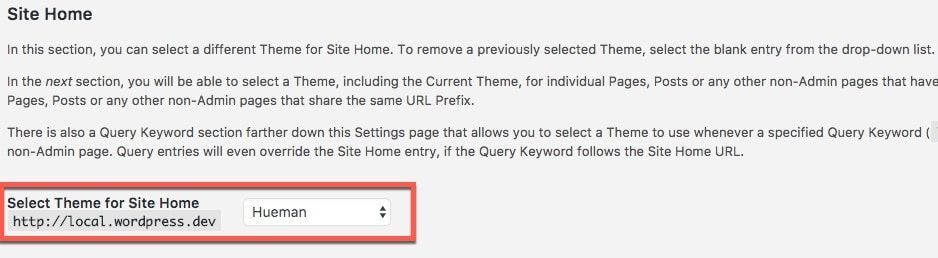 Site Home
In this section, you can select a different Theme for Site Home. To remove a previously selected Theme, select the blank entry from the drop-down list.
In the next section, you will be able to select a Theme, including the Current Theme, for individual Pages, Posts or any other non-Admin pages that have
Pages, Posts or any other non-Admin pages that share the same URL Prefix.
There is also a Query Keyword section farther down this Settings page that allows you to select a Theme to use whenever a specified Query Keyword (
non-Admin page. Query entries will even override the Site Home entry, if the Query Keyword follows the Site Home URL.
Select Theme for Site Home
http://local.wordpress.dev
Hueman